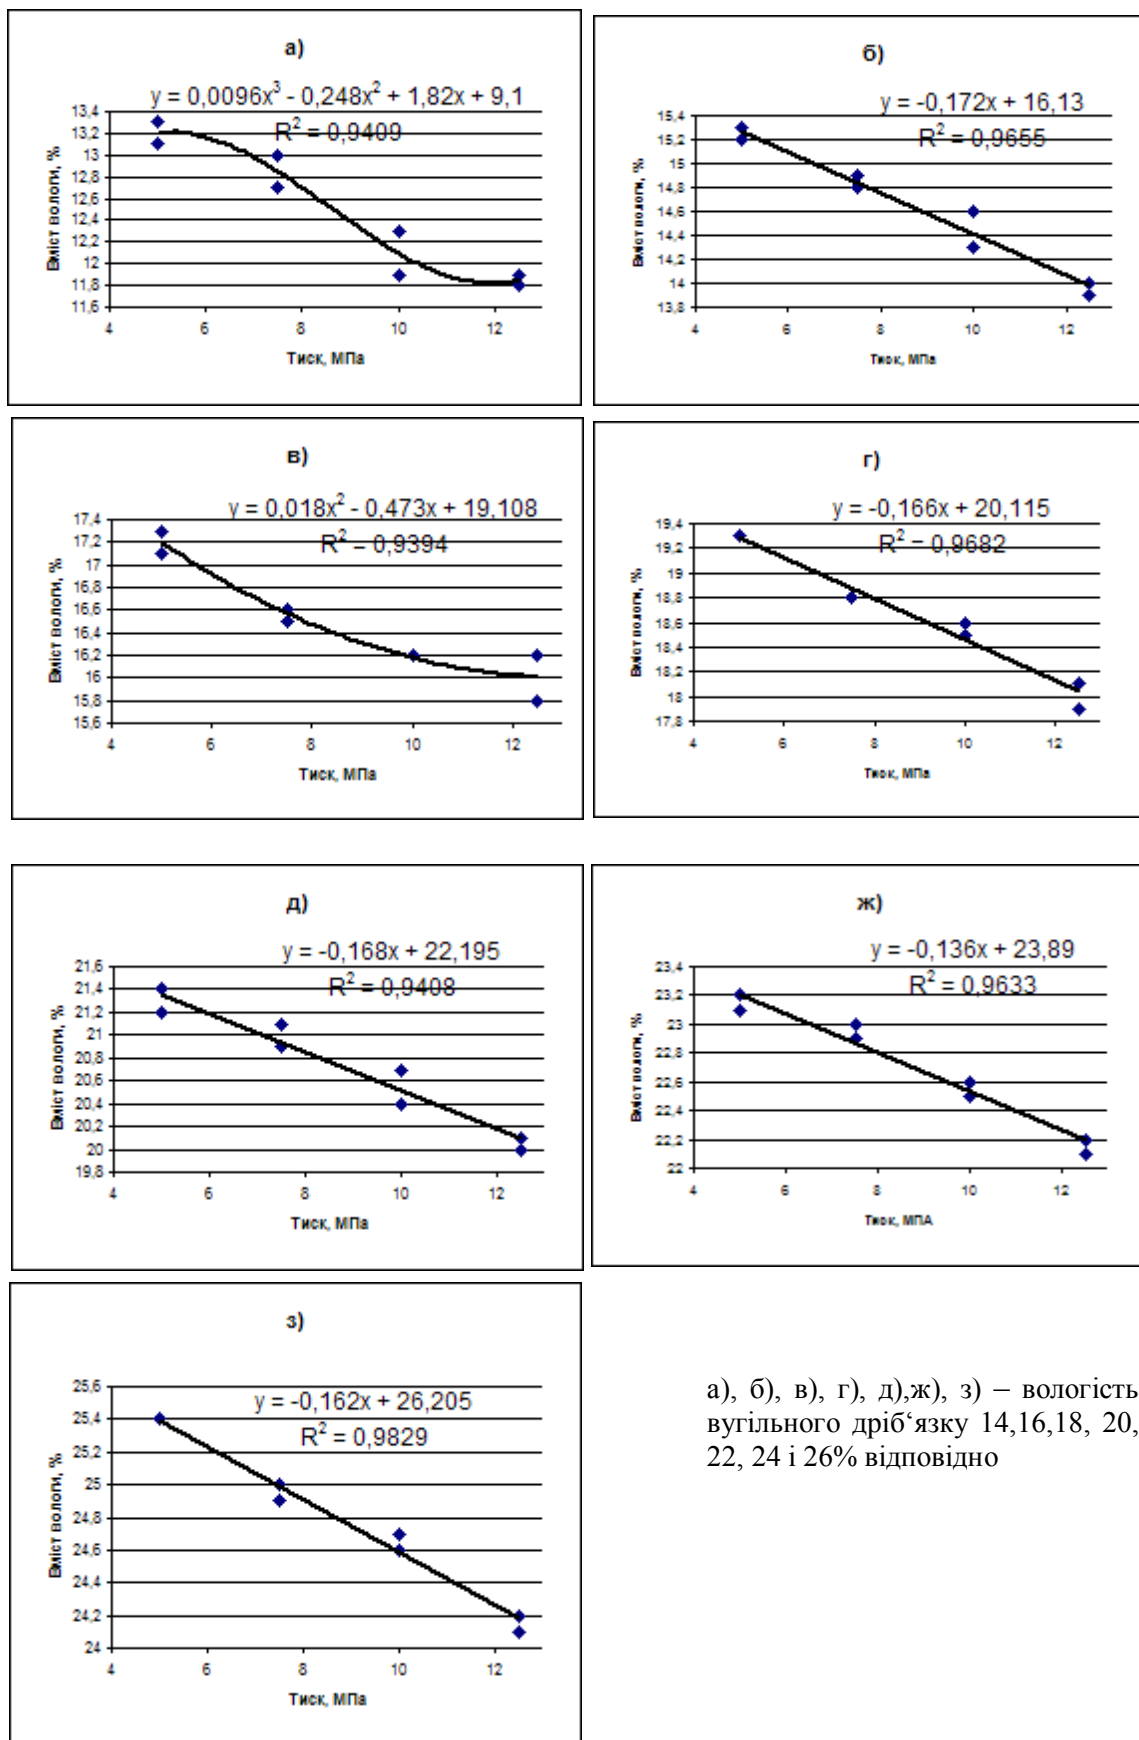 а)
y = 0,0096x³ - 0,248x² + 1,82x + 9,1
R² = 0,9409
13,4
13,2
13
12,8
12,6
12,4
12,2
12
11,8
11,6
4 6 8 10 12
Вміст вологи, %
Тиск, МПа
б)
y = -0,172x + 16,13
R² = 0,9655
15,4
15,2
15
14,8
14,6
14,4
14,2
14
13,8
4 6 8 10 12
Вміст вологи, %
Тиск, МПа
в)
y = 0,018x² - 0,473x + 19,108
R² = 0,9394
17,4
17,2
17
16,8
16,6
16,4
16,2
16
15,8
15,6
4 6 8 10 12
Вміст вологи, %
Тиск, МПа
г)
y = -0,166x + 20,115
R² = 0,9682
19,4
19,2
19
18,8
18,6
18,4
18,2
18
17,8
4 6 8 10 12
Вміст вологи, %
Тиск, МПа
д)
y = -0,168x + 22,195
R² = 0,9408
21,6
21,4
21,2
21
20,8
20,6
20,4
20,2
20
19,8
4 6 8 10 12
Вміст вологи, %
Тиск, МПа
ж)
y = -0,136x + 23,89
R² = 0,9633
23,4
23,2
23
22,8
22,6
22,4
22,2
22
4 6 8 10 12
Вміст вологи, %
Тиск, МПА
з)
y = -0,162x + 26,205
R² = 0,9829
25,6
25,4
25,2
25
24,8
24,6
24,4
24,2
24
4 6 8 10 12
Вміст вологи, %
Тиск, МПа
а), б), в), г), д),ж), з) – вологість
вугільного дріб‘язку 14,16,18, 20,
22, 24 і 26% відповідно